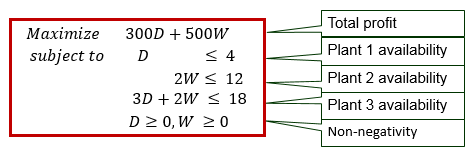 Maximize 300D + 500W
subject to D ≤ 4
2W ≤ 12
3D + 2W ≤ 18
D ≥ 0, W ≥ 0
Total profit
Plant 1 availability
Plant 2 availability
Plant 3 availability
Non-negativity